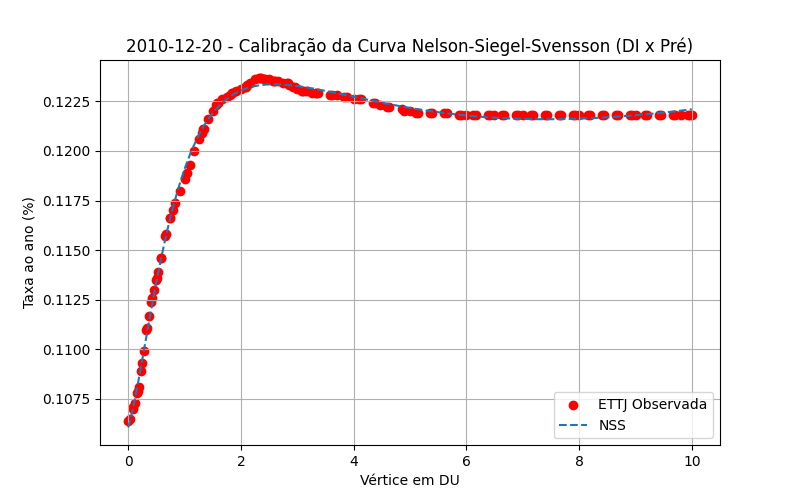 2010-12-20 - Calibração da Curva Nelson-Siegel-Svensson (DI x Pré)
Taxa ao ano (%)
0.1225
0.1200
0.1175
0.1150
0.1125
0.1100
0.1075
ETTJ Observada
NSS
0 2 4 6 8 10
Vértice em DU